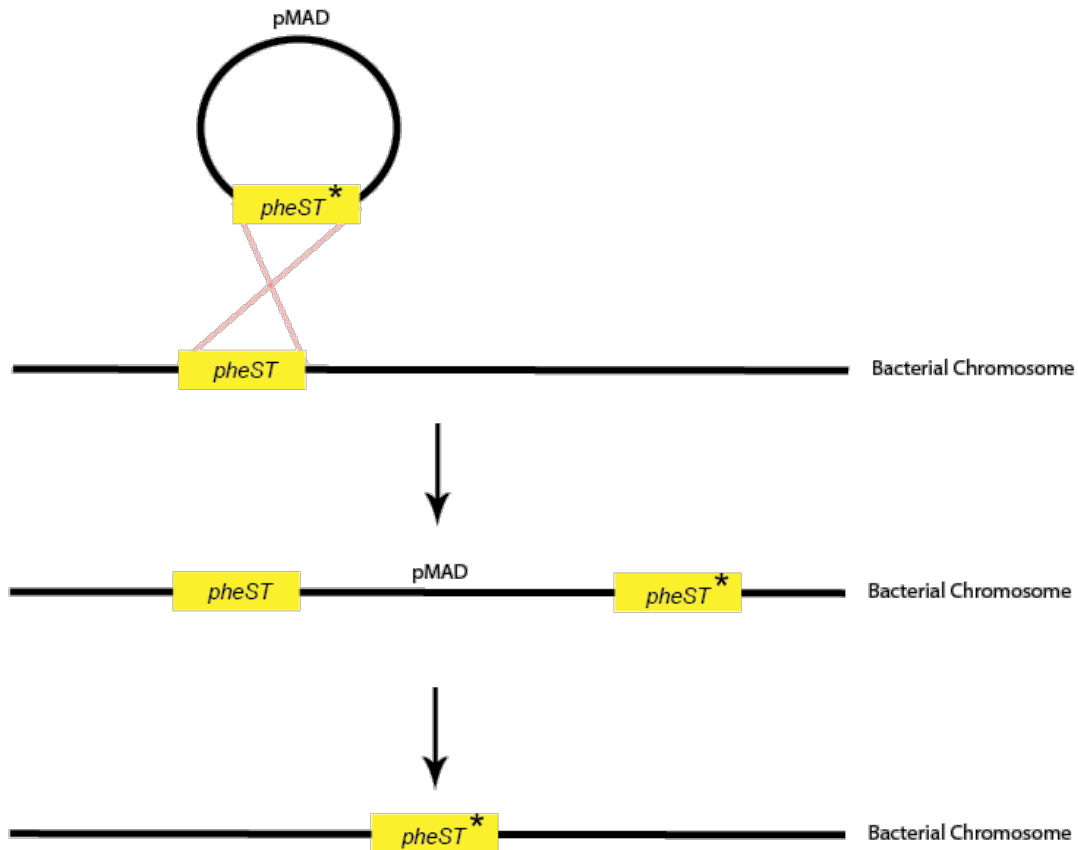 pMAD
pheST*
pheST
Bacterial Chromosome
pMAD
pheST
pheST*
Bacterial Chromosome
pheST*
Bacterial Chromosome